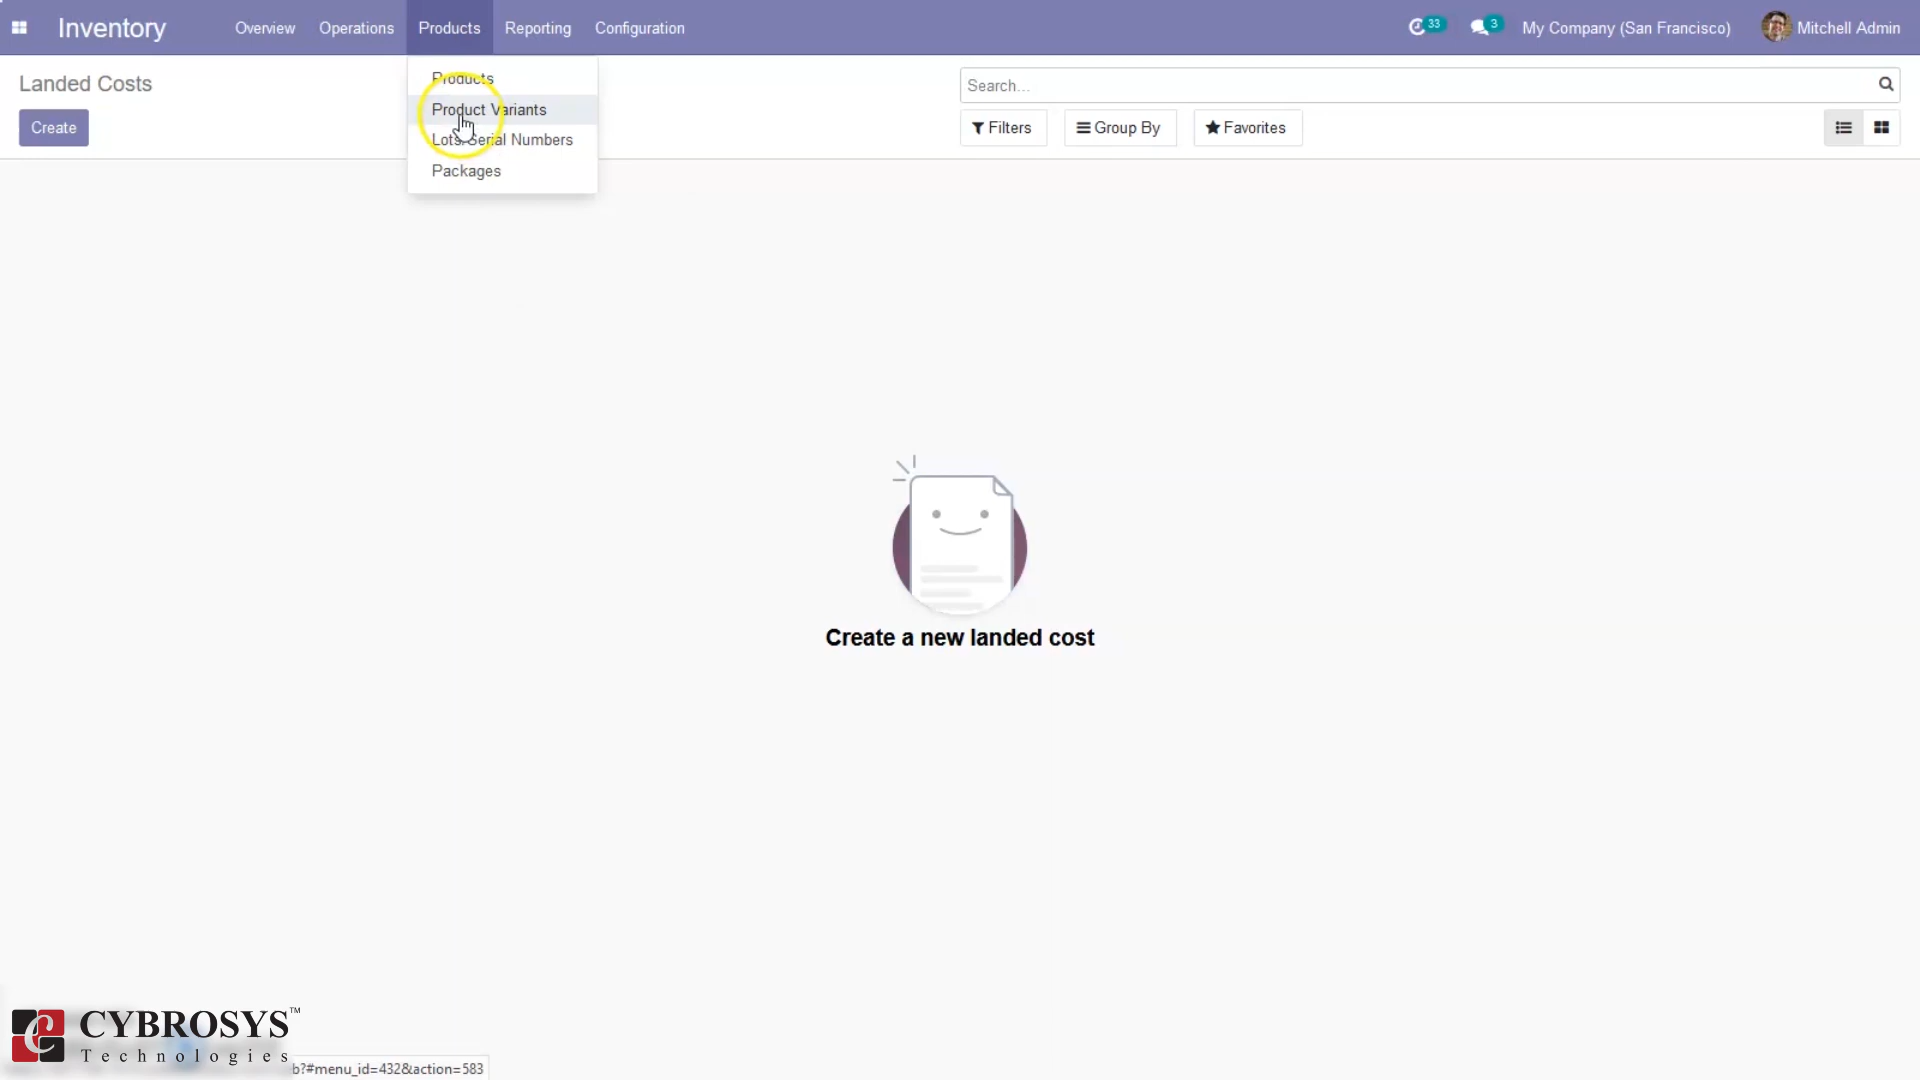 Inventory
Overview
Operations
Products
Reporting
Configuration
33
3
My Company (San Francisco)
Mitchell Admin
Landed Costs
Create
Products
Product Variants
Lots/Serial Numbers
Packages
Search...
Filters
Group By
Favorites
Create a new landed cost
CYBROSYS™
Technologies
b?#menu_id=432&action=583